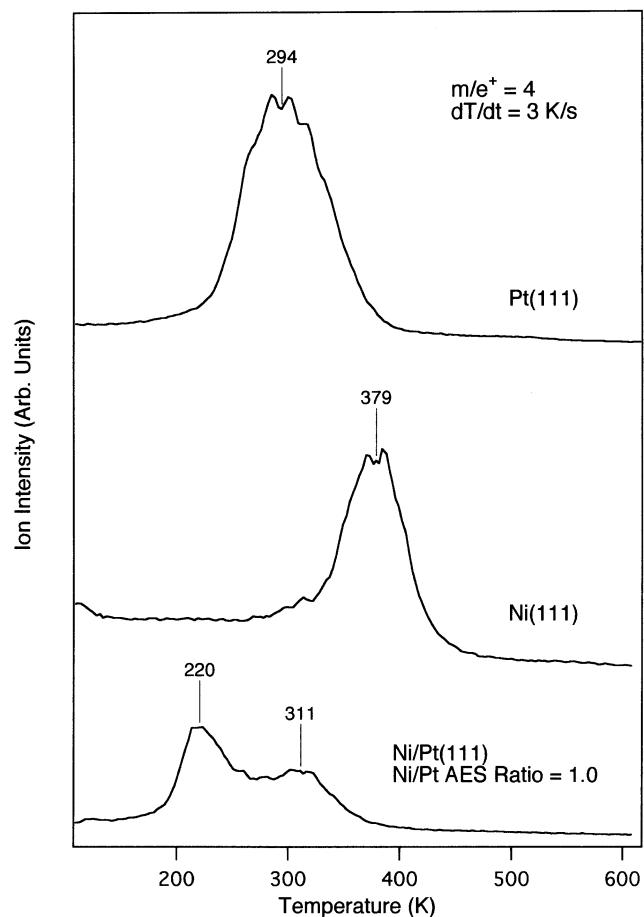 294
m/e+ = 4
dT/dt = 3 K/s
Pt(111)
379
Ni(111)
220
311
Ni/Pt(111)
Ni/Pt AES Ratio = 1.0
Ion Intensity (Arb. Units)
200 300 400 500 600
Temperature (K)